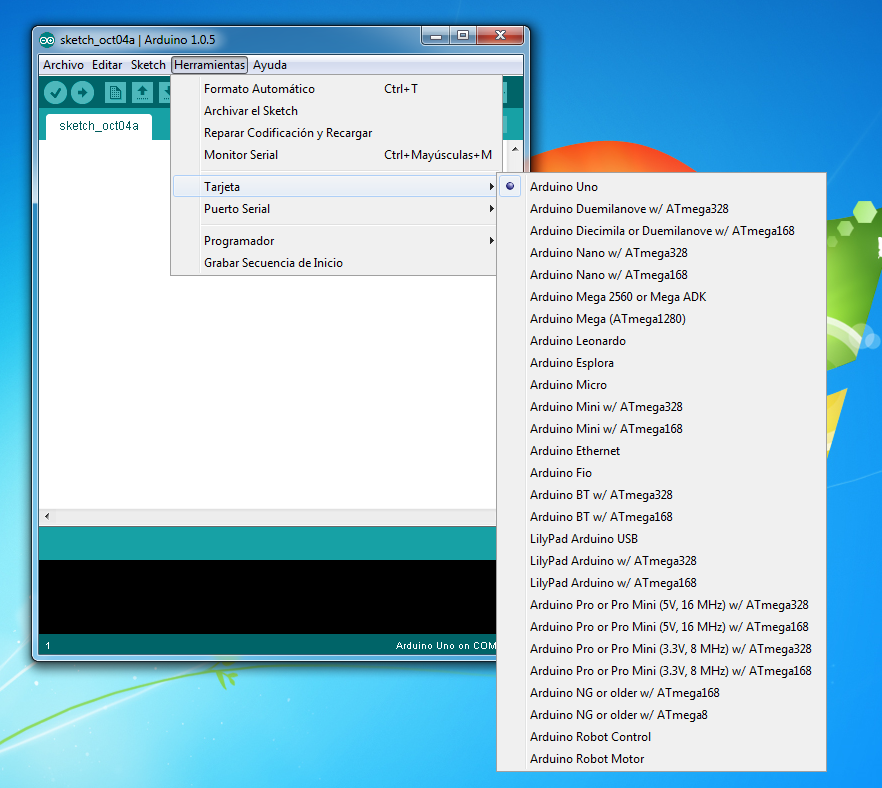 sketch_oct04a | Arduino 1.0.5
Archivo Editar Sketch Herramientas Ayuda
sketch_oct04a
Formato Automático Ctrl+T
Archivar el Sketch
Reparar Codificación y Recargar
Monitor Serial Ctrl+Mayúsculas+M
Tarjeta
Puerto Serial
Programador
Grabar Secuencia de Inicio
Arduino Uno
Arduino Duemilanove w/ ATmega328
Arduino Diecimila or Duemilanove w/ ATmega168
Arduino Nano w/ ATmega328
Arduino Nano w/ ATmega168
Arduino Mega 2560 or Mega ADK
Arduino Mega (ATmega1280)
Arduino Leonardo
Arduino Esplora
Arduino Micro
Arduino Mini w/ ATmega328
Arduino Mini w/ ATmega168
Arduino Ethernet
Arduino Fio
Arduino BT w/ ATmega328
Arduino BT w/ ATmega168
LilyPad Arduino USB
LilyPad Arduino w/ ATmega328
LilyPad Arduino w/ ATmega168
Arduino Pro or Pro Mini (5V, 16 MHz) w/ ATmega328
Arduino Pro or Pro Mini (5V, 16 MHz) w/ ATmega168
Arduino Pro or Pro Mini (3.3V, 8 MHz) w/ ATmega328
Arduino Pro or Pro Mini (3.3V, 8 MHz) w/ ATmega168
Arduino NG or older w/ ATmega168
Arduino NG or older w/ ATmega8
Arduino Robot Control
Arduino Robot Motor
1 Arduino Uno on COM